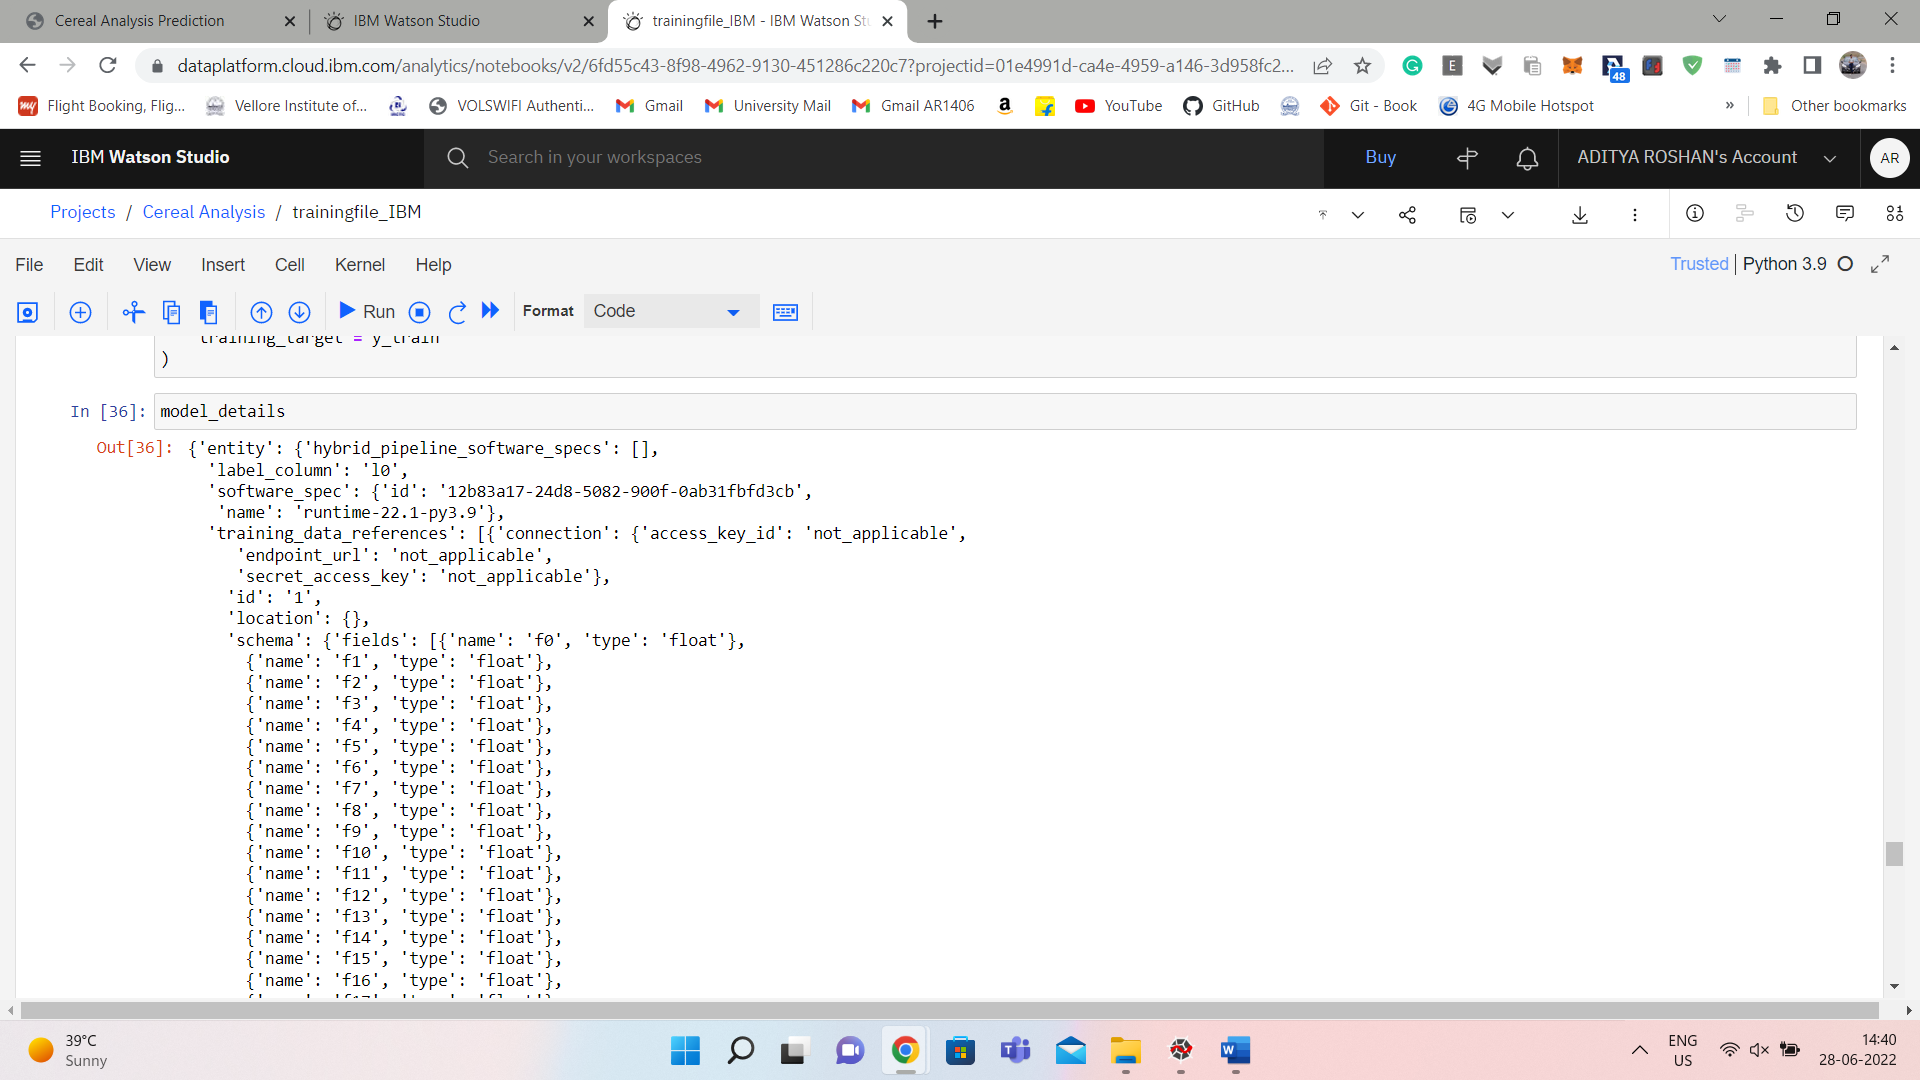 Cereal Analysis Prediction
IBM Watson Studio
trainingfile_IBM - IBM Watson Stu
dataplatform.cloud.ibm.com/analytics/notebooks/v2/6fd55c43-8f98-4962-9130-451286c220c7?projectid=01e4991d-ca4e-4959-a146-3d958fc2...
E
48
my Flight Booking, Flig...
Vellore Institute of...
VOLSWIFI Authenti...
Gmail
University Mail
Gmail AR1406
a
YouTube
GitHub
Git - Book
4G Mobile Hotspot
»
Other bookmarks
IBM Watson Studio
Search in your workspaces
Buy
ADITYA ROSHAN's Account
AR
Projects / Cereal Analysis / trainingfile_IBM
File Edit View Insert Cell Kernel Help
Trusted | Python 3.9
Run
Format
Code
training_target = y_train
)
In [36]: model_details
Out[36]: {'entity': {'hybrid_pipeline_software_specs': [],
'label_column': 'l0',
'software_spec': {'id': '12b83a17-24d8-5082-900f-0ab31fbfd3cb',
'name': 'runtime-22.1-py3.9'},
'training_data_references': [{'connection': {'access_key_id': 'not_applicable',
'endpoint_url': 'not_applicable',
'secret_access_key': 'not_applicable'},
'id': '1',
'location': {},
'schema': {'fields': [{'name': 'f0', 'type': 'float'},
{'name': 'f1', 'type': 'float'},
{'name': 'f2', 'type': 'float'},
{'name': 'f3', 'type': 'float'},
{'name': 'f4', 'type': 'float'},
{'name': 'f5', 'type': 'float'},
{'name': 'f6', 'type': 'float'},
{'name': 'f7', 'type': 'float'},
{'name': 'f8', 'type': 'float'},
{'name': 'f9', 'type': 'float'},
{'name': 'f10', 'type': 'float'},
{'name': 'f11', 'type': 'float'},
{'name': 'f12', 'type': 'float'},
{'name': 'f13', 'type': 'float'},
{'name': 'f14', 'type': 'float'},
{'name': 'f15', 'type': 'float'},
{'name': 'f16', 'type': 'float'},
39°C
Sunny
ENG
US
14:40
28-06-2022